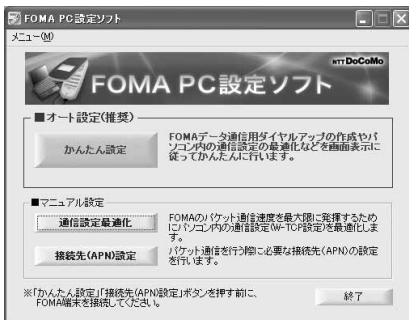 FOMA PC設定ソフト
メニュー(M)
NTT DoCoMo
FOMA PC設定ソフト
■オート設定(推奨)
かんたん設定
FOMAデータ通信用ダイヤルアップの作成やパ
ソコン内の通信設定の最適化などを画面表示に
従ってかんたんに行います。
■マニュアル設定
通信設定最適化
FOMAのパケット通信速度を最大限に発揮するため
にパソコン内の通信設定(W-TCP設定)を最適化しま
す。
接続先(APN)設定
パケット通信を行う際に必要な接続先(APN)の設定
を行います。
※「かんたん設定」「接続先(APN)設定」ボタンを押す前に、
FOMA端末を接続してください。
終了